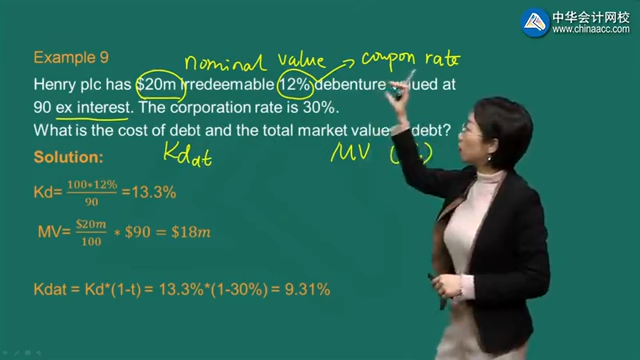 中华会计网校
www.chinaacc.com
Example 9
nominal value
coupon rate
Henry plc has $20m irredeemable 12% debenture valued at
90 ex interest. The corporation rate is 30%.
What is the cost of debt and the total market value debt?
Kdat
MV
Solution:
Kd= 100*12% / 90 =13.3%
MV= $20m / 100 * $90 = $18m
Kdat = Kd*(1-t) = 13.3%*(1-30%) = 9.31%